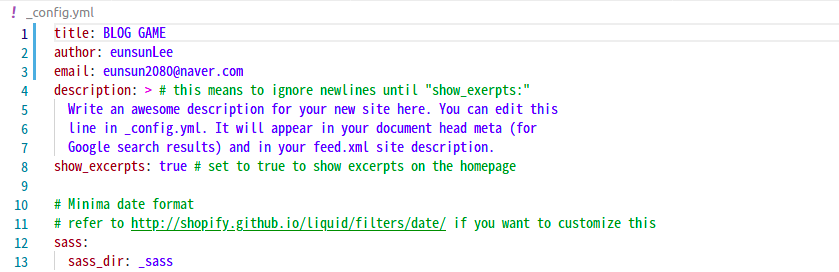 ! _config.yml
1 title: BLOG GAME
2 author: eunsunLee
3 email: eunsun2080@naver.com
4 description: > # this means to ignore newlines until "show_exerpts:"
5 Write an awesome description for your new site here. You can edit this
6 line in _config.yml. It will appear in your document head meta (for
7 Google search results) and in your feed.xml site description.
8 show_excerpts: true # set to true to show excerpts on the homepage
9
10 # Minima date format
11 # refer to http://shopify.github.io/liquid/filters/date/ if you want to customize this
12 sass:
13 sass_dir: _sass